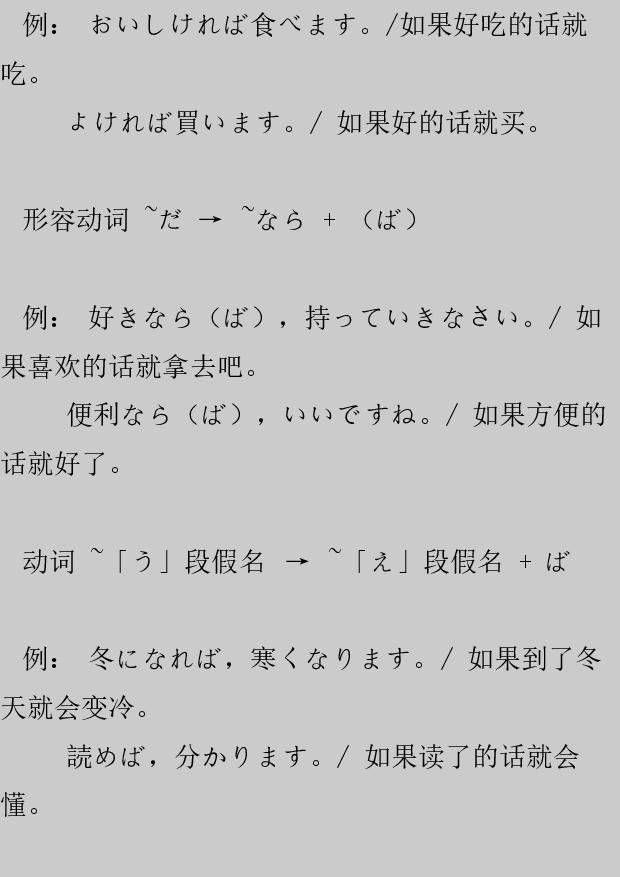 例： おいしければ食べます。/如果好吃的话就
吃。
よければ買います。/ 如果好的话就买。
形容动词 ~だ → ~なら + （ば）
例： 好きなら（ば），持っていきなさい。/ 如
果喜欢的话就拿去吧。
便利なら（ば），いいですね。/ 如果方便的
话就好了。
动词 ~「う」段假名 → ~「え」段假名 + ば
例： 冬になれば，寒くなります。/ 如果到了冬
天就会变冷。
読めば，分かります。/ 如果读了的话就会
懂。